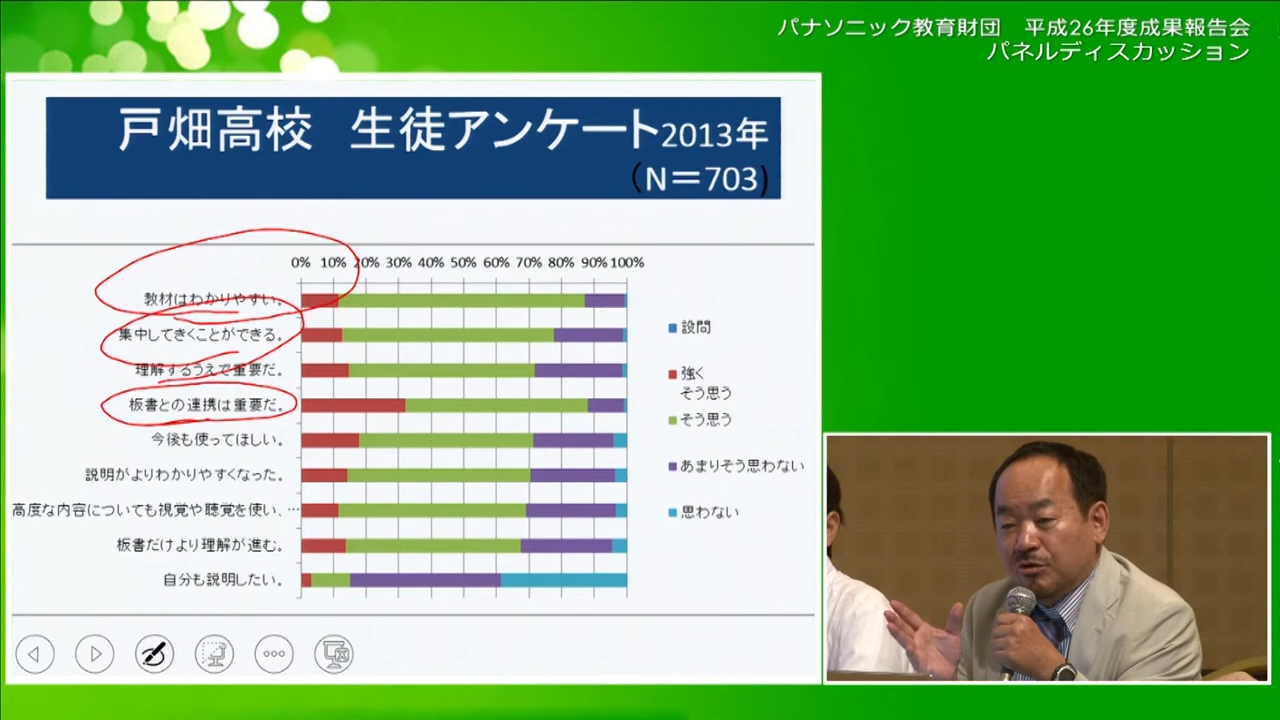 パナソニック教育財団　平成26年度成果報告会
パネルディスカッション
戸畑高校　生徒アンケート2013年
（N＝703）
0% 10% 20% 30% 40% 50% 60% 70% 80% 90% 100%
教材はわかりやすい。
集中してきくことができる。
理解するうえで重要だ。
板書との連携は重要だ。
今後も使ってほしい。
説明がよりわかりやすくなった。
高度な内容についても視覚や聴覚を使い、…
板書だけより理解が進む。
自分も説明したい。
設問
強く
そう思う
そう思う
あまりそう思わない
思わない